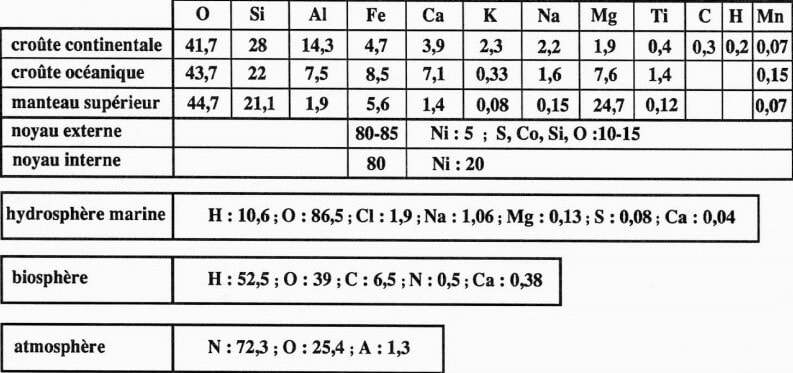 O Si Al Fe Ca K Na Mg Ti C H Mn
croûte continentale 41,7 28 14,3 4,7 3,9 2,3 2,2 1,9 0,4 0,3 0,2 0,07
croûte océanique 43,7 22 7,5 8,5 7,1 0,33 1,6 7,6 1,4 0,15
manteau supérieur 44,7 21,1 1,9 5,6 1,4 0,08 0,15 24,7 0,12 0,07
noyau externe 80-85 Ni : 5 ; S, Co, Si, O :10-15
noyau interne 80 Ni : 20
hydrosphère marine H : 10,6 ; O : 86,5 ; Cl : 1,9 ; Na : 1,06 ; Mg : 0,13 ; S : 0,08 ; Ca : 0,04
biosphère H : 52,5 ; O : 39 ; C : 6,5 ; N : 0,5 ; Ca : 0,38
atmosphère N : 72,3 ; O : 25,4 ; A : 1,3